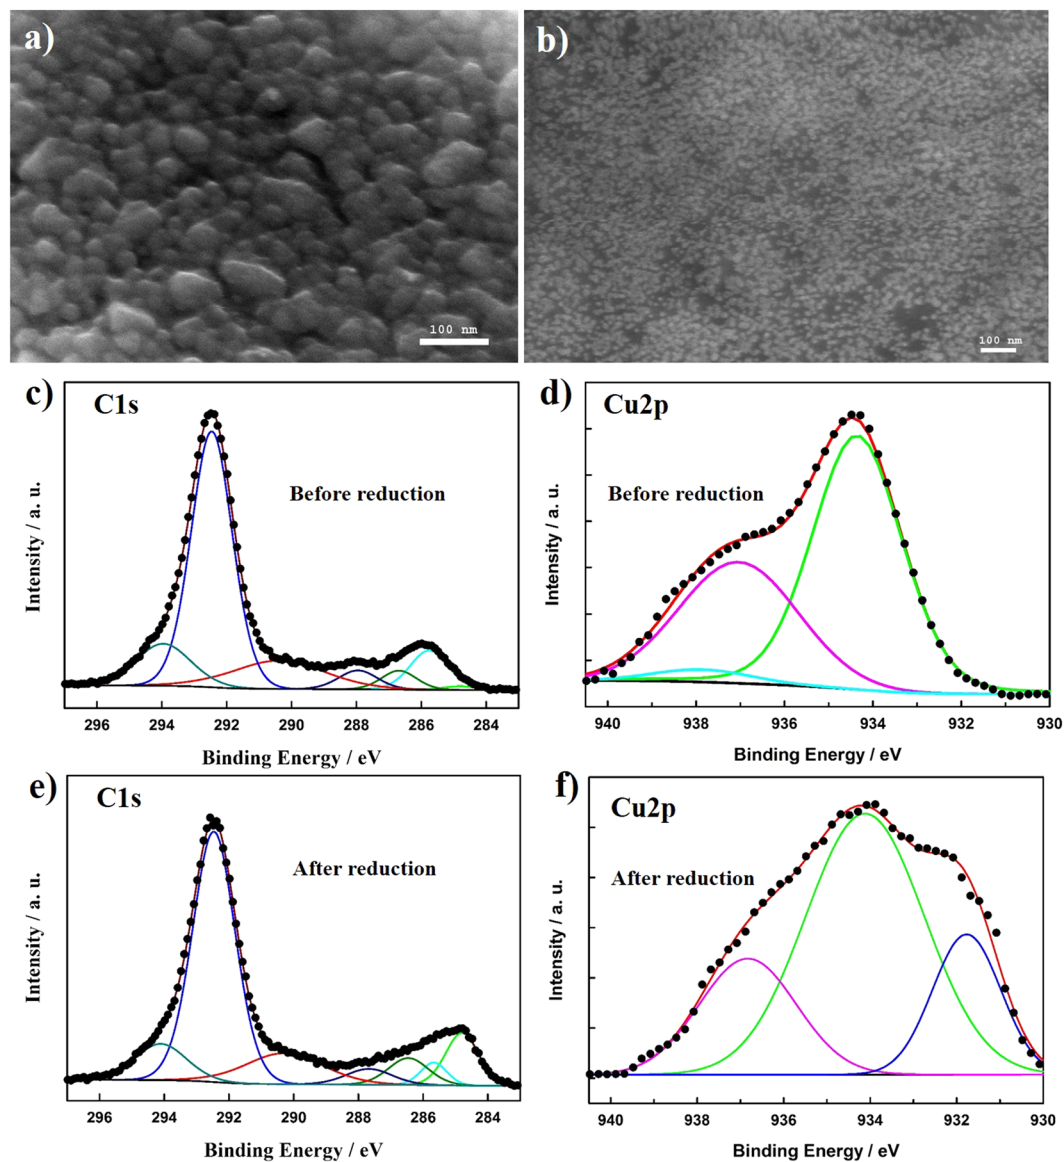 a)
b)
100 nm
100 nm
c)
C1s
Before reduction
Intensity / a. u.
296 294 292 290 288 286 284
Binding Energy / eV
d)
Cu2p
Before reduction
Intensity / a. u.
940 938 936 934 932 930
Binding Energy / eV
e)
C1s
After reduction
Intensity / a. u.
296 294 292 290 288 286 284
Binding Energy / eV
f)
Cu2p
After reduction
Intensity / a. u.
940 938 936 934 932 930
Binding Energy / eV